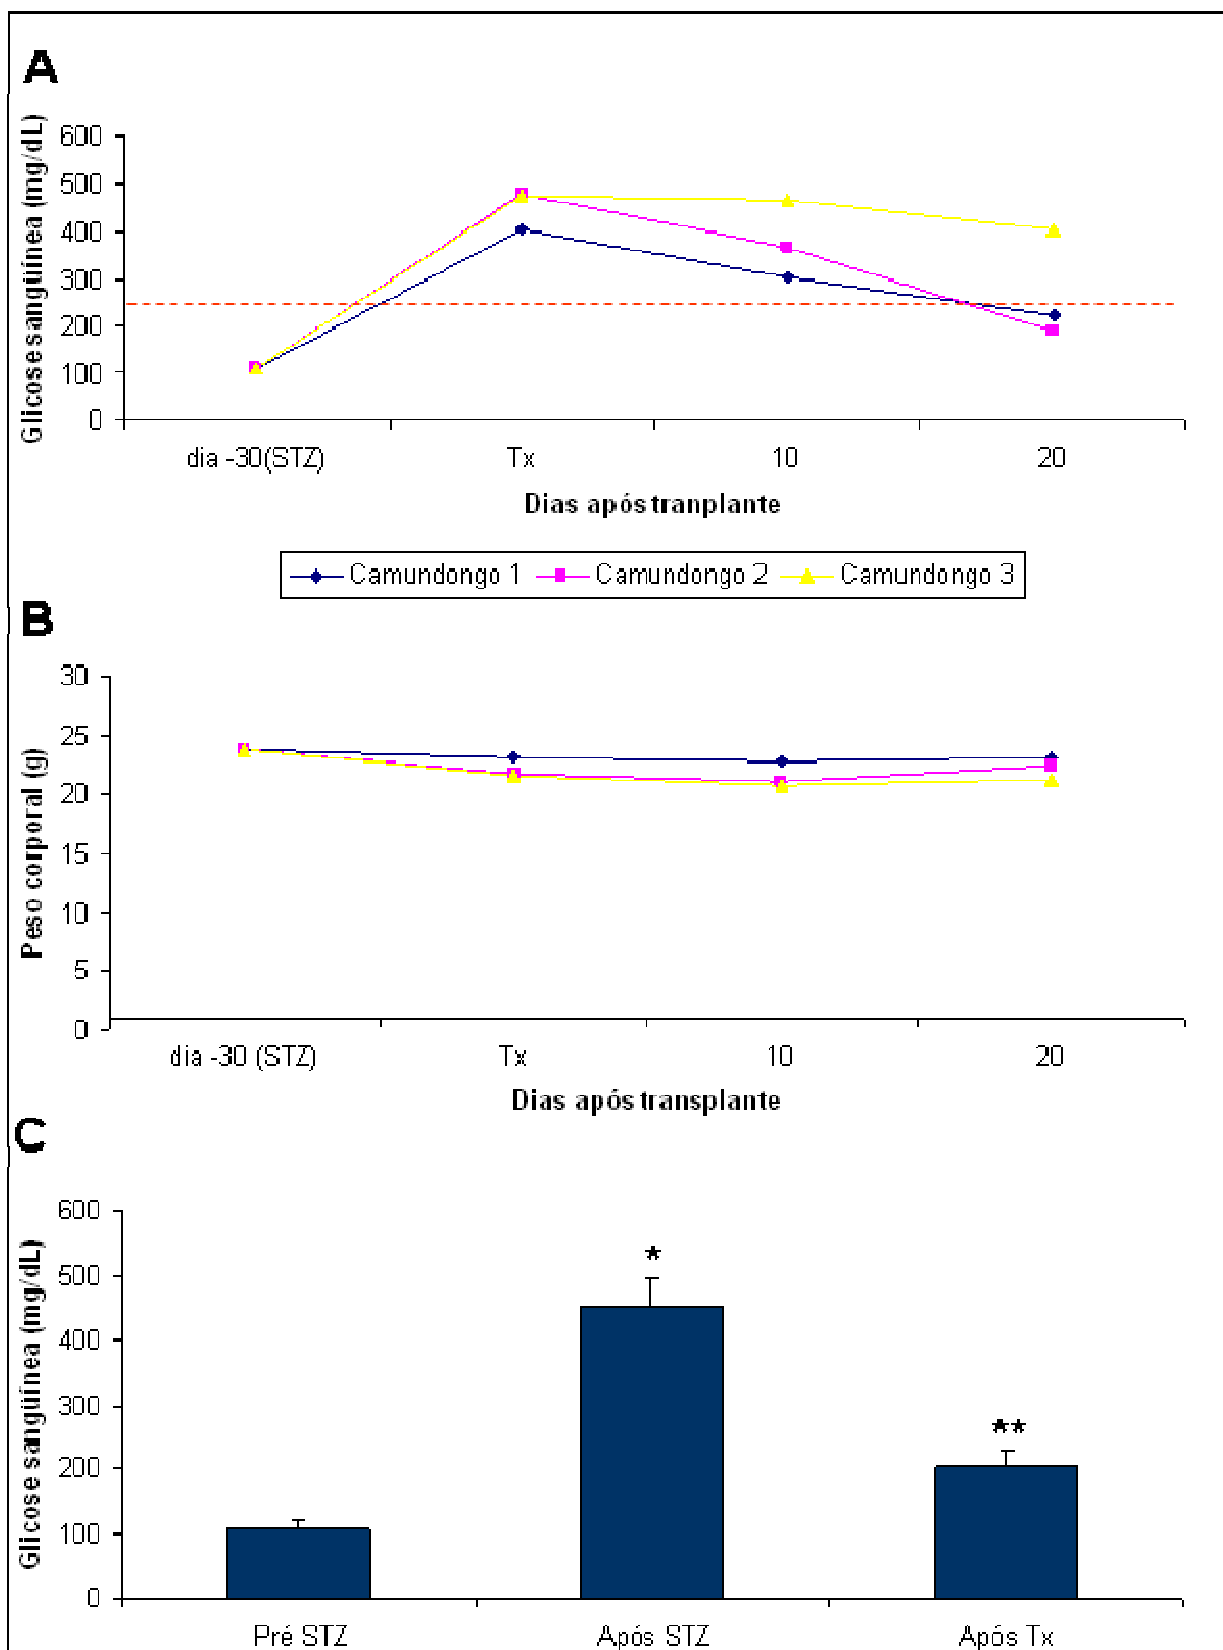 A
Glicose sangüínea (mg/dL)
600
500
400
300
200
100
0
dia -30(STZ) Tx 10 20
Dias após tranplante
Camundongo 1 Camundongo 2 Camundongo 3
B
Peso corporal (g)
30
25
20
15
10
5
0
dia -30 (STZ) Tx 10 20
Dias após transplante
C
Glicose sangüínea (mg/dL)
600
500
400
300
200
100
0
*
**
Pré STZ Após STZ Após Tx